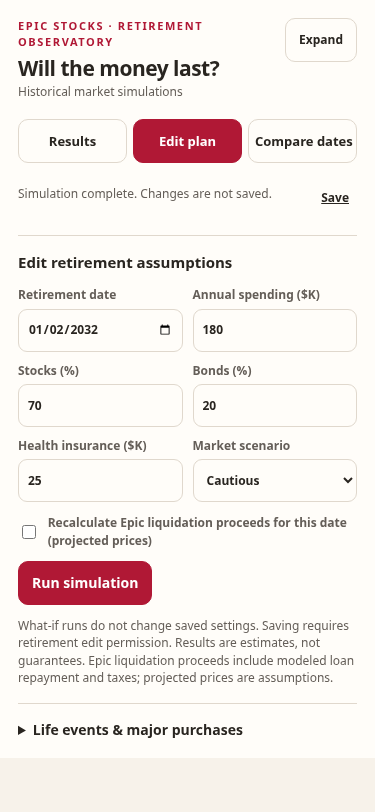 EPIC STOCKS · RETIREMENT
OBSERVATORY
Expand
Will the money last?
Historical market simulations
Results
Edit plan
Compare dates
Simulation complete. Changes are not saved.
Save
Edit retirement assumptions
Retirement date
Annual spending ($K)
01/02/2032
180
Stocks (%)
Bonds (%)
70
20
Health insurance ($K)
Market scenario
25
Cautious
Recalculate Epic liquidation proceeds for this date
(projected prices)
Run simulation
What-if runs do not change saved settings. Saving requires
retirement edit permission. Results are estimates, not
guarantees. Epic liquidation proceeds include modeled loan
repayment and taxes; projected prices are assumptions.
Life events & major purchases